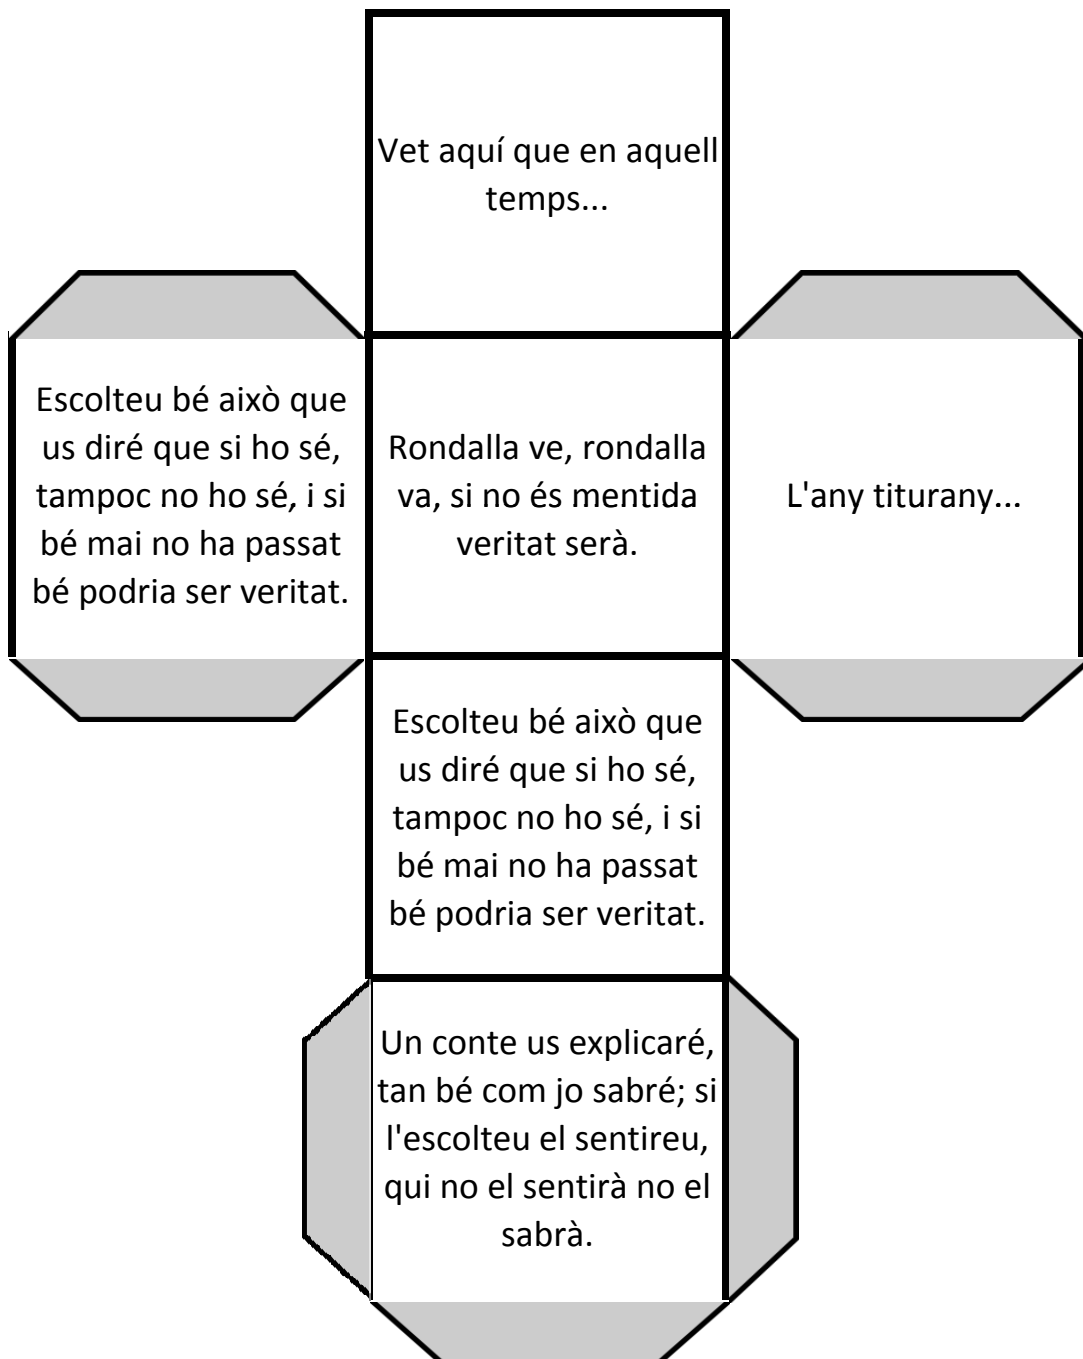 Vet aquí que en aquell
temps...
Escolteu bé això que
us diré que si ho sé,
tampoc no ho sé, i si
bé mai no ha passat
bé podria ser veritat.
Rondalla ve, rondalla
va, si no és mentida
veritat serà.
L'any titurany...
Escolteu bé això que
us diré que si ho sé,
tampoc no ho sé, i si
bé mai no ha passat
bé podria ser veritat.
Un conte us explicaré,
tan bé com jo sabré; si
l'escolteu el sentireu,
qui no el sentirà no el
sabrà.